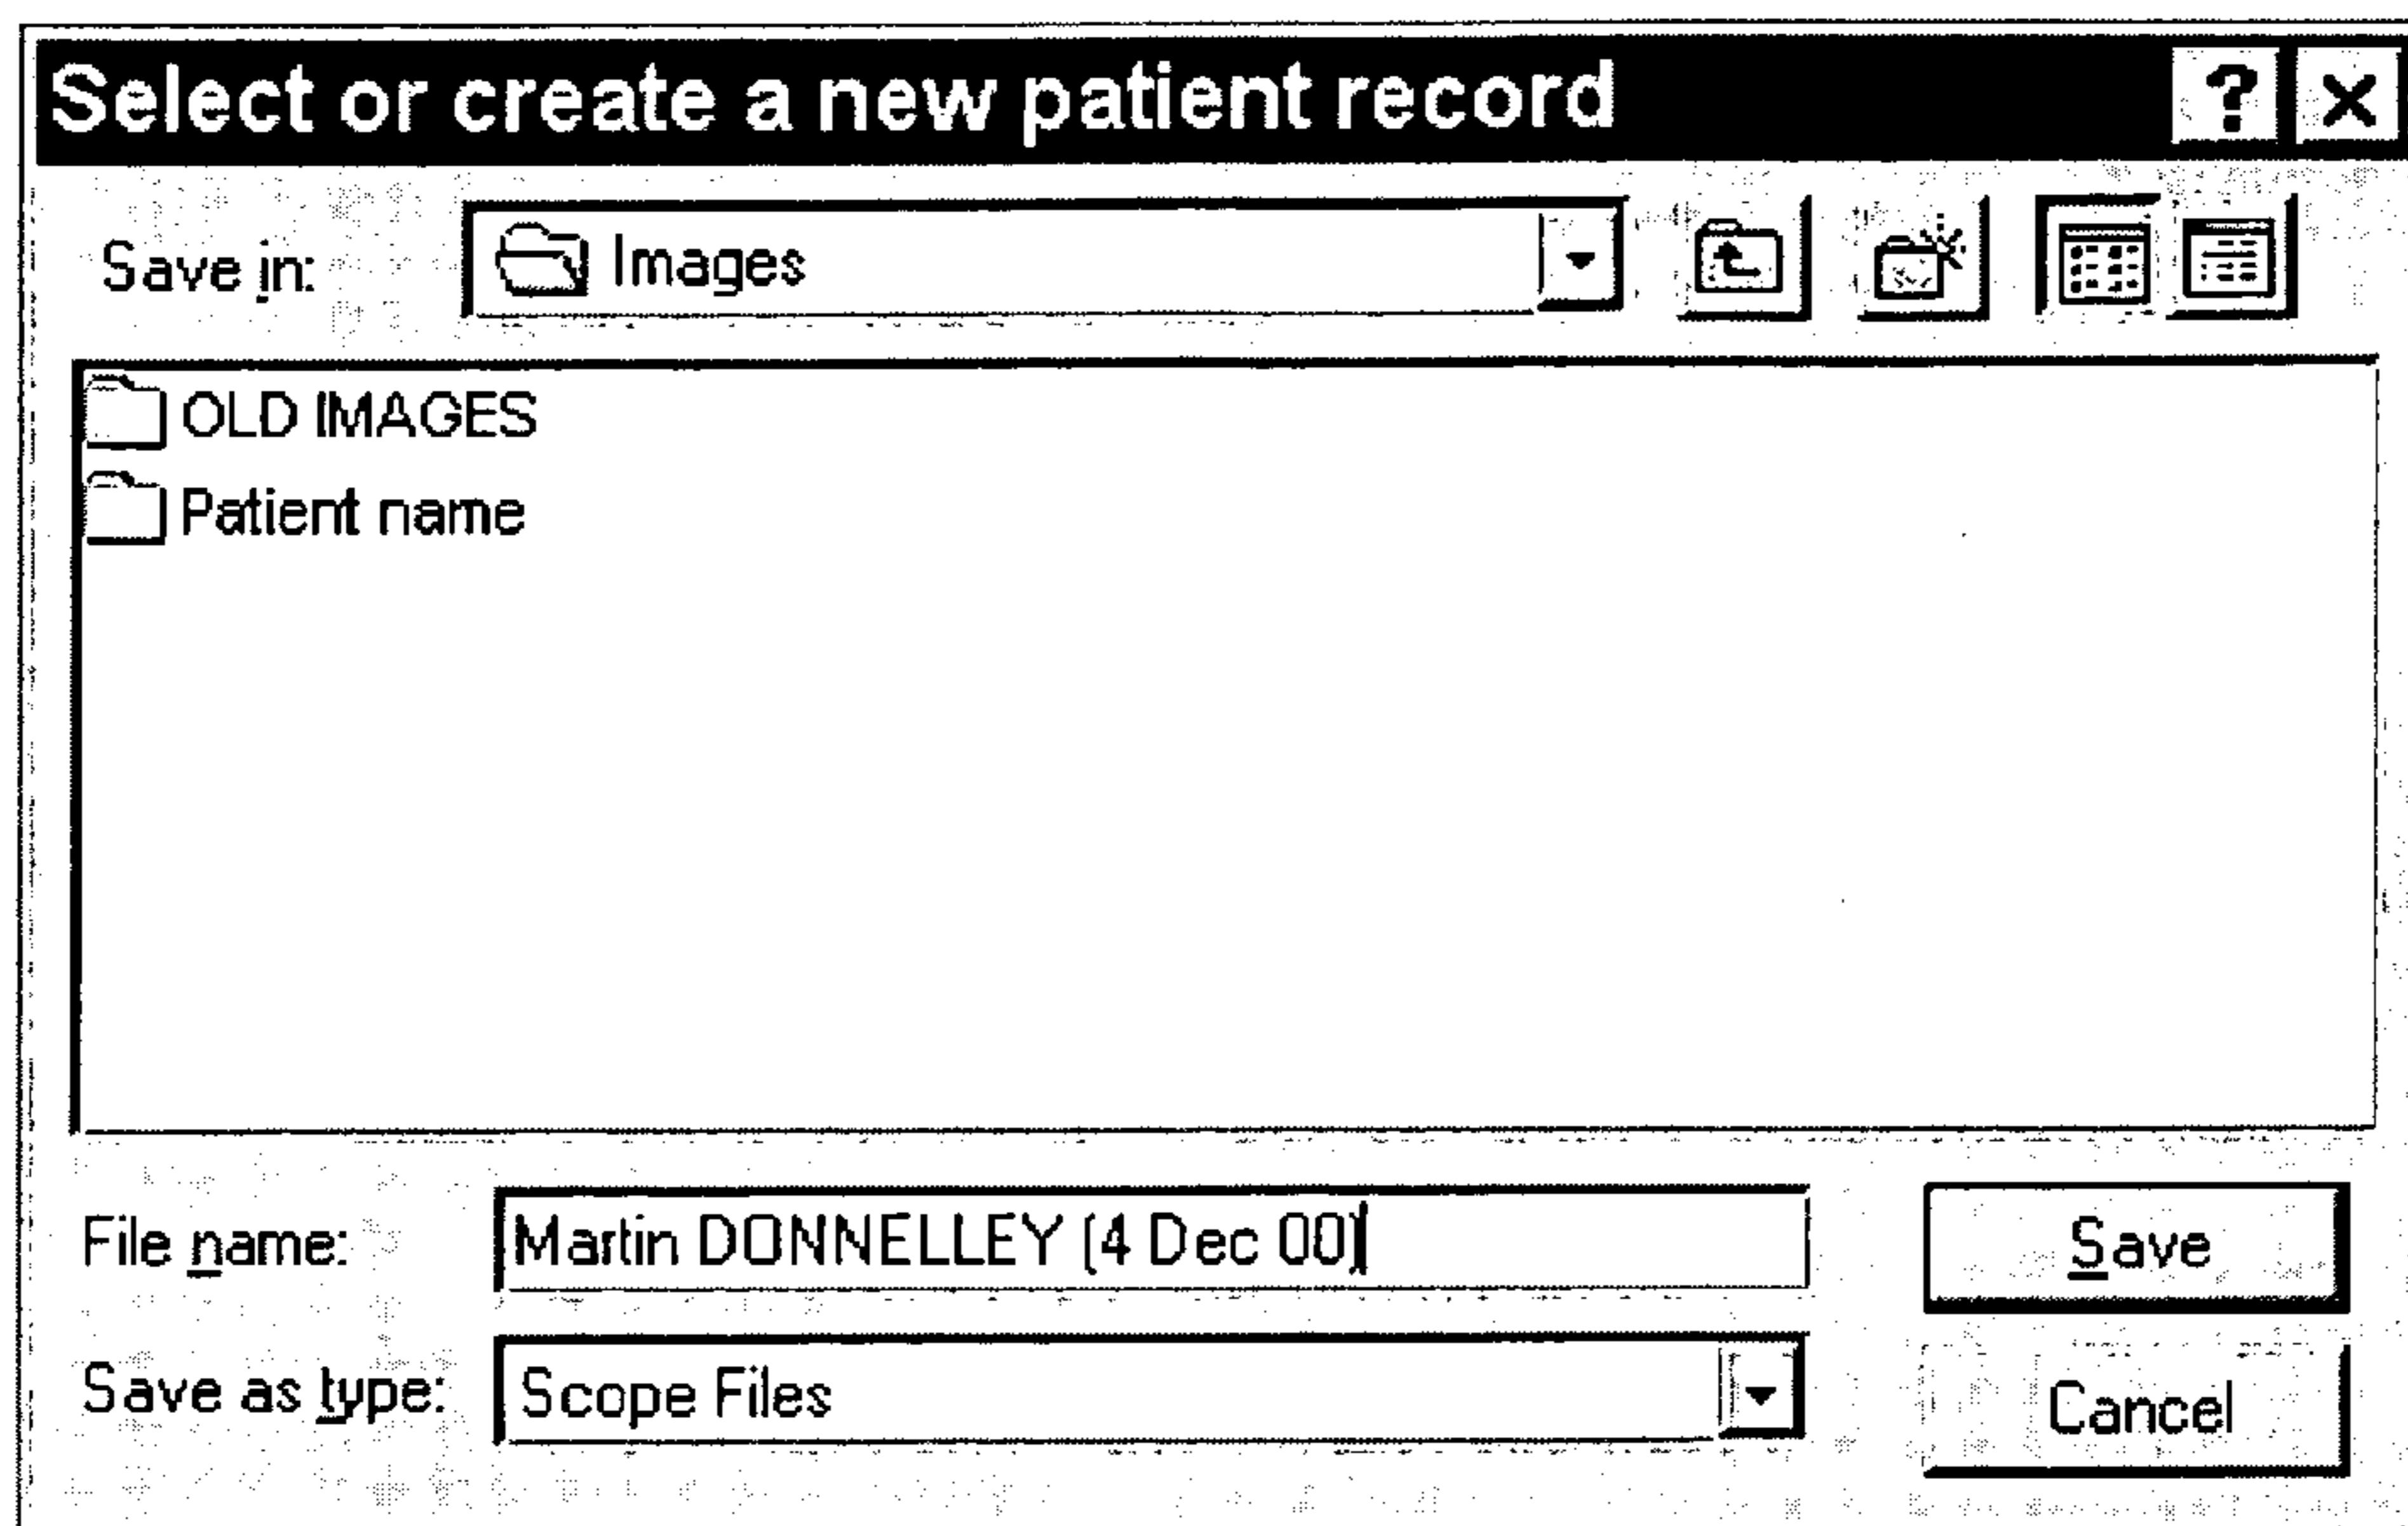 Select or create a new patient record
Save in: Images
OLD IMAGES
Patient name
File name: Martin DONNELLEY (4 Dec 00) Save
Save as type: Scope Files Cancel